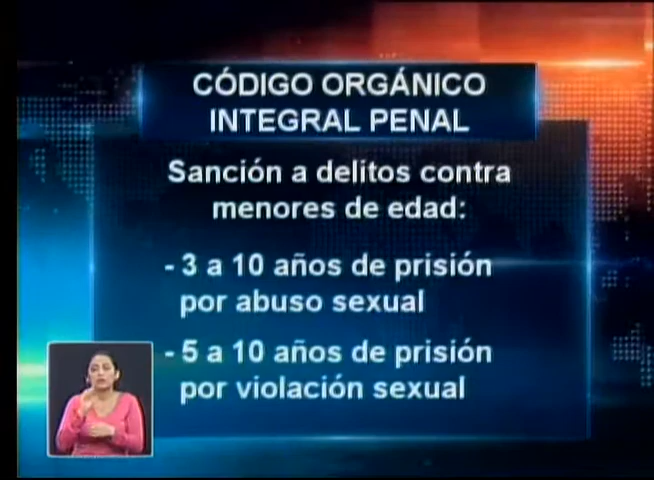 CÓDIGO ORGÁNICO
INTEGRAL PENAL
Sanción a delitos contra
menores de edad:
- 3 a 10 años de prisión
por abuso sexual
- 5 a 10 años de prisión
por violación sexual